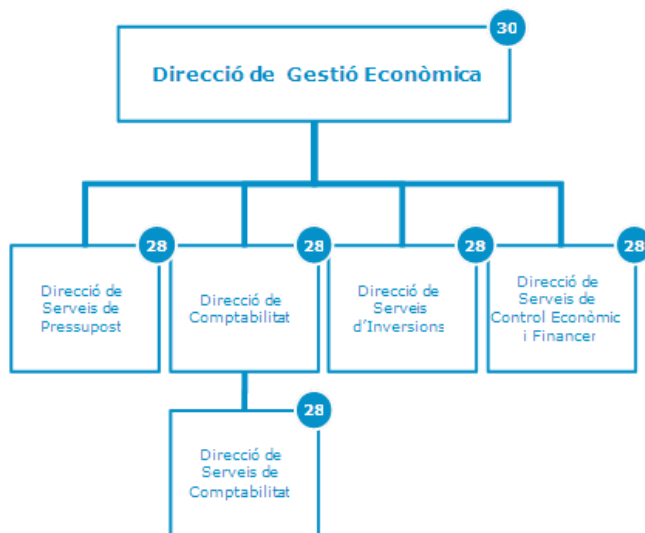 30
Direcció de Gestió Econòmica
28
Direcció de
Serveis de
Pressupost
28
Direcció de
Comptabilitat
28
Direcció de
Serveis
d'Inversions
28
Direcció de
Serveis de
Control Econòmic
i Financer
28
Direcció de
Serveis de
Comptabilitat